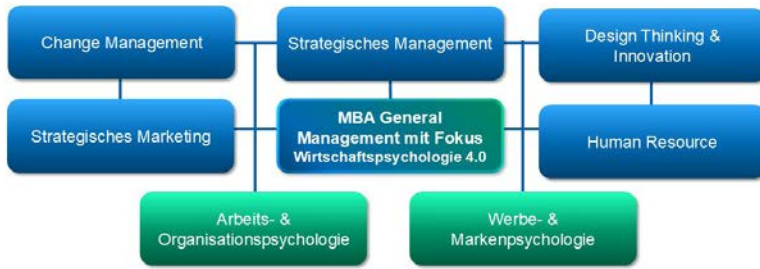 Change Management
Strategisches Management
Design Thinking &
Innovation
Strategisches Marketing
MBA General
Management mit Fokus
Wirtschaftspsychologie 4.0
Human Resource
Arbeits- &
Organisationspsychologie
Werbe- &
Markenpsychologie